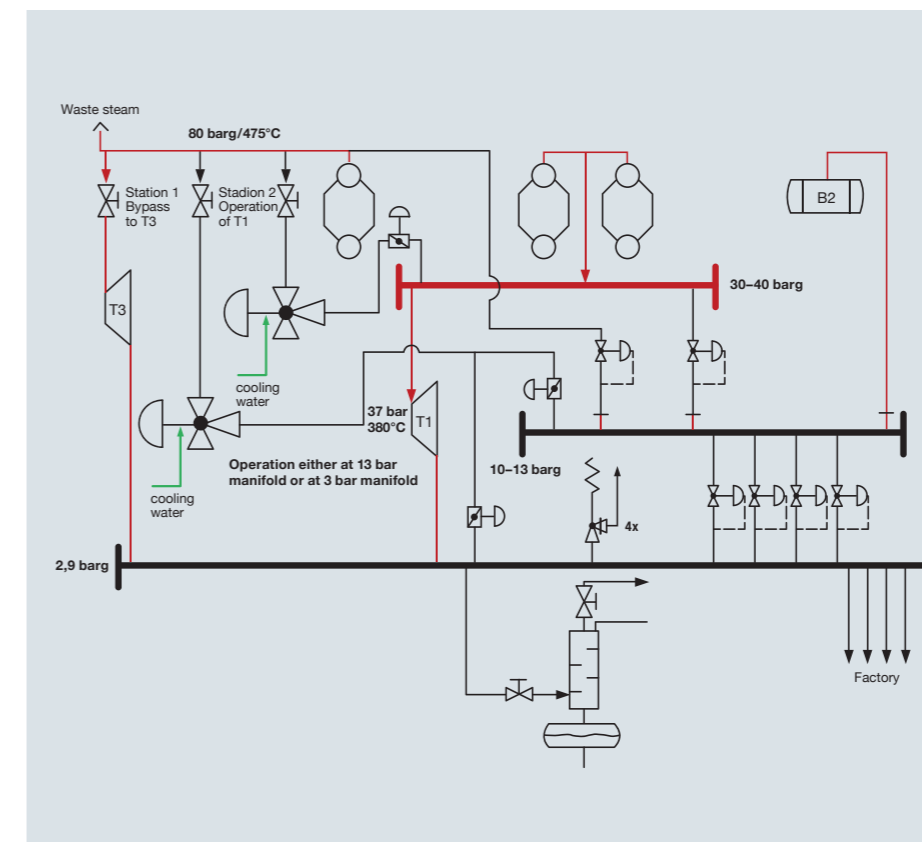 Waste steam
80 barg/475°C
Station 1
Bypass
to T3
Stadion 2
Operation
of T1
B2
30–40 barg
T3
cooling
water
37 bar
380°C
T1
10–13 barg
Operation either at 13 bar
manifold or at 3 bar manifold
cooling
water
4x
2,9 barg
Factory